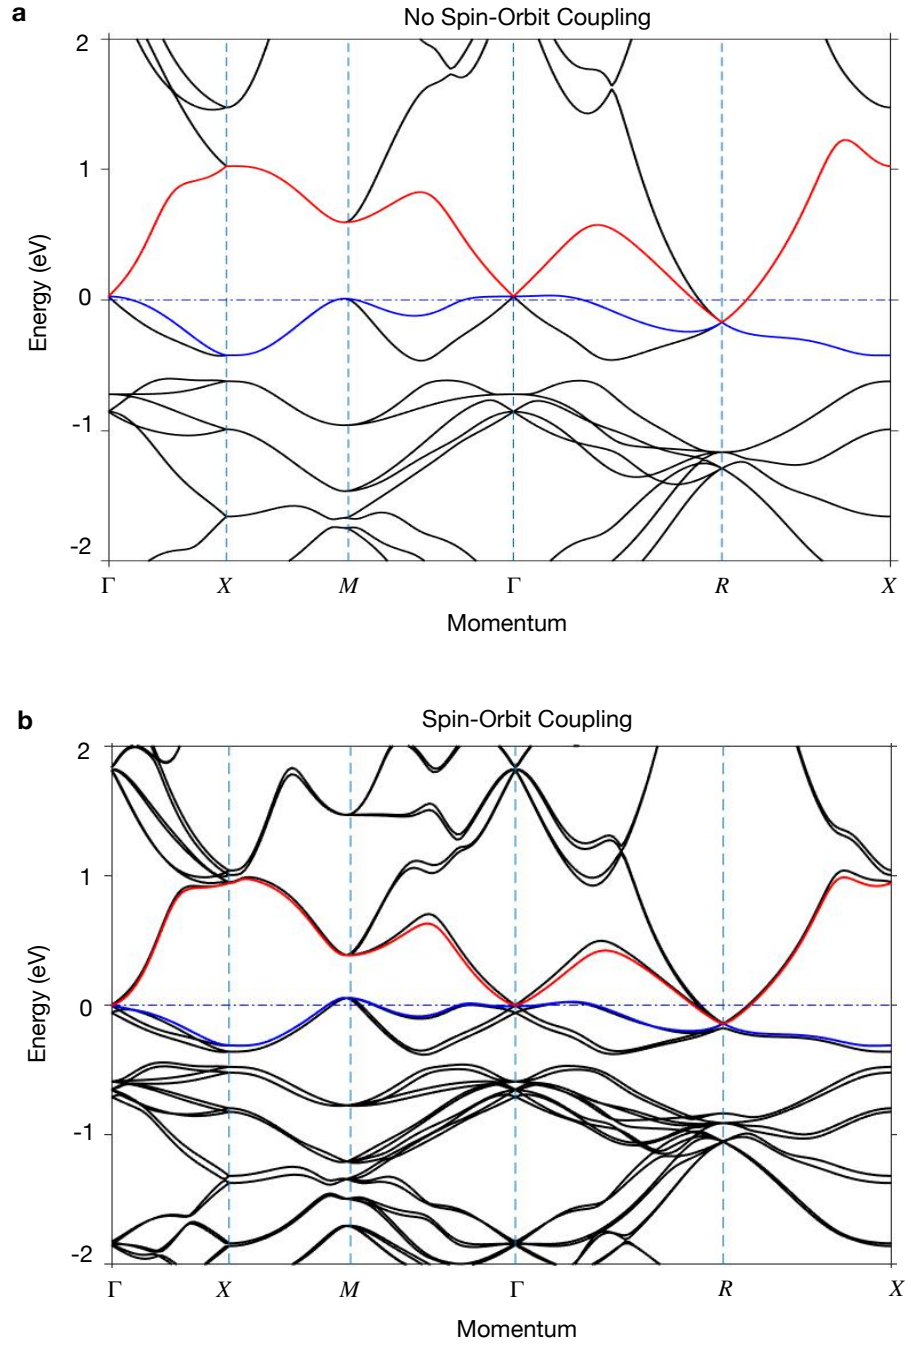 a
No Spin-Orbit Coupling
2
1
0
-1
-2
Energy (eV)
Γ X M Γ R X
Momentum
b
Spin-Orbit Coupling
2
1
0
-1
-2
Energy (eV)
Γ X M Γ R X
Momentum